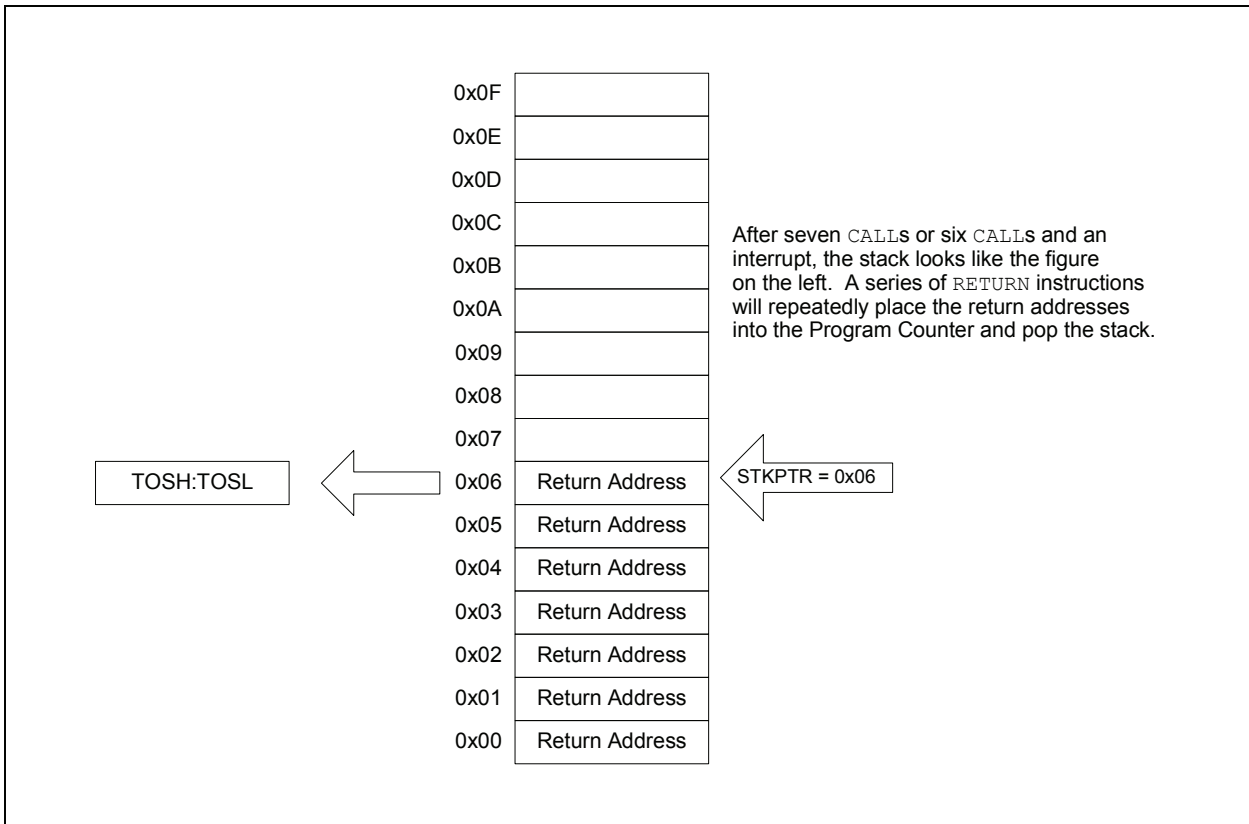 0x0F
0x0E
0x0D
0x0C
0x0B
0x0A
0x09
0x08
0x07
0x06 Return Address
0x05 Return Address
0x04 Return Address
0x03 Return Address
0x02 Return Address
0x01 Return Address
0x00 Return Address
TOSH:TOSL
STKPTR = 0x06
After seven CALLs or six CALLs and an
interrupt, the stack looks like the figure
on the left. A series of RETURN instructions
will repeatedly place the return addresses
into the Program Counter and pop the stack.